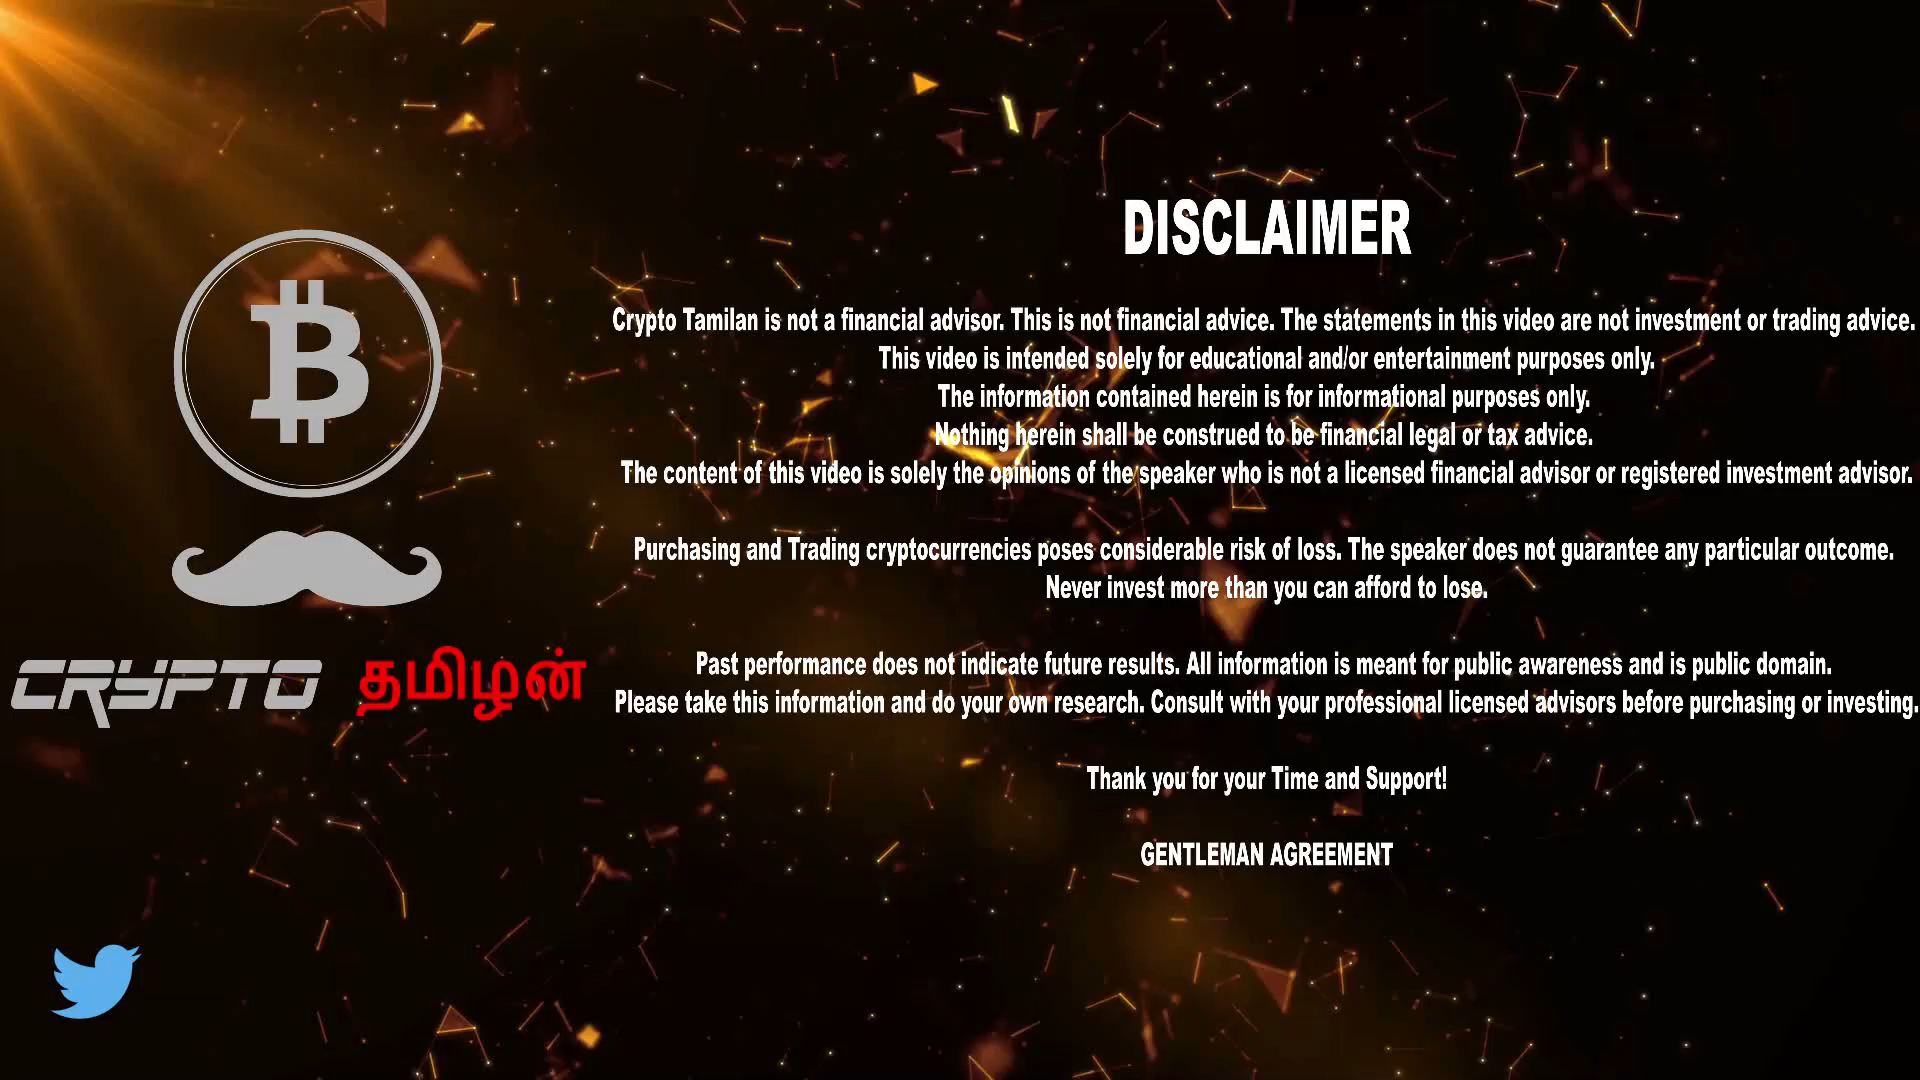 CRYPTO தமிழன்
DISCLAIMER
Crypto Tamilan is not a financial advisor. This is not financial advice. The statements in this video are not investment or trading advice.
This video is intended solely for educational and/or entertainment purposes only.
The information contained herein is for informational purposes only.
Nothing herein shall be construed to be financial legal or tax advice.
The content of this video is solely the opinions of the speaker who is not a licensed financial advisor or registered investment advisor.
Purchasing and Trading cryptocurrencies poses considerable risk of loss. The speaker does not guarantee any particular outcome.
Never invest more than you can afford to lose.
Past performance does not indicate future results. All information is meant for public awareness and is public domain.
Please take this information and do your own research. Consult with your professional licensed advisors before purchasing or investing.
Thank you for your Time and Support!
GENTLEMAN AGREEMENT